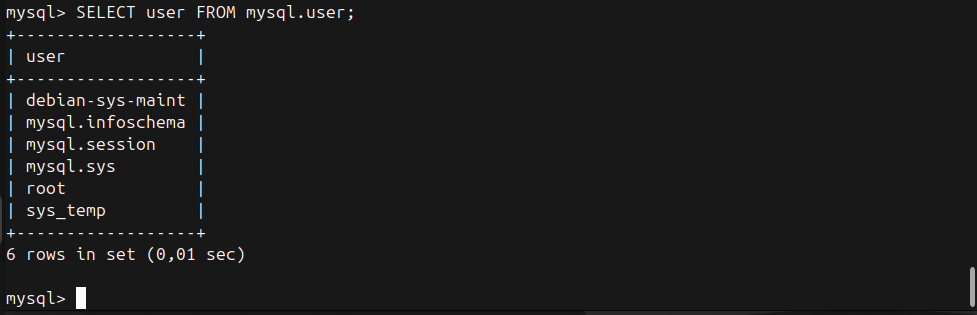 mysql> SELECT user FROM mysql.user;
+------------------+
| user             |
+------------------+
| debian-sys-maint |
| mysql.infoschema |
| mysql.session    |
| mysql.sys        |
| root             |
| sys_temp         |
+------------------+
6 rows in set (0,01 sec)

mysql>